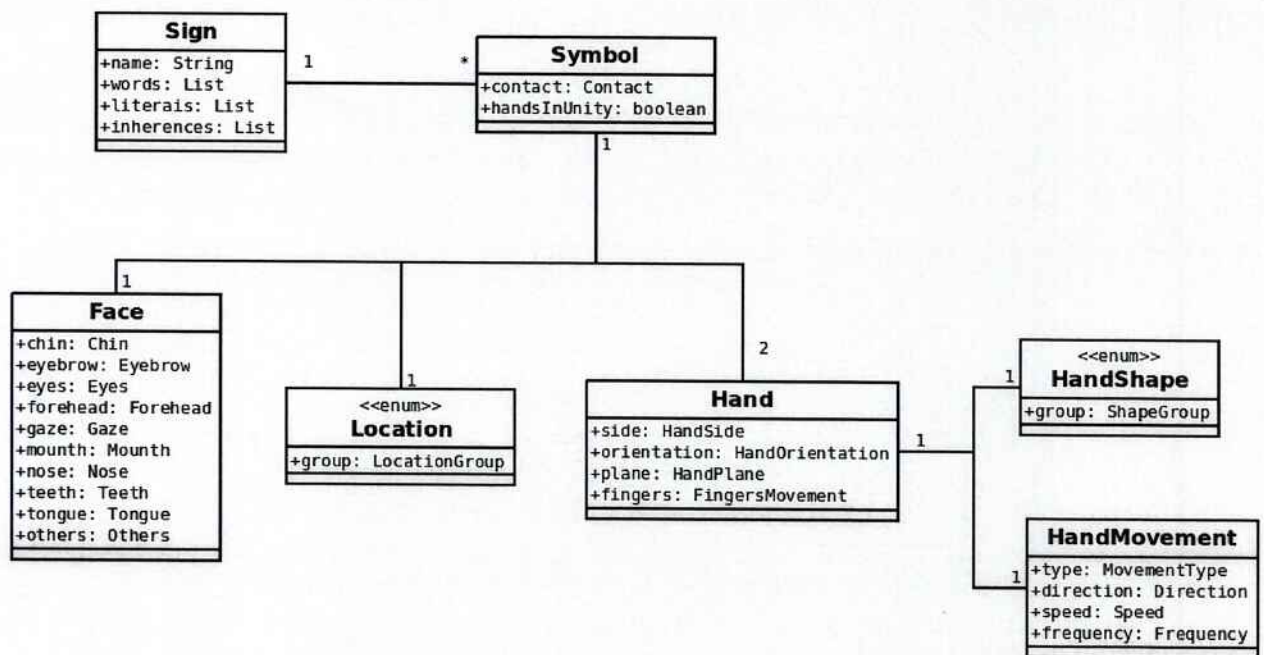 Sign
+name: String
+words: List
+literais: List
+inherences: List
1
*
Symbol
+contact: Contact
+handsInUnity: boolean
1
1
Face
+chin: Chin
+eyebrow: Eyebrow
+eyes: Eyes
+forehead: Forehead
+gaze: Gaze
+mounth: Mounth
+nose: Nose
+teeth: Teeth
+tongue: Tongue
+others: Others
1
<<enum>>
Location
+group: LocationGroup
2
Hand
+side: HandSide
+orientation: HandOrientation
+plane: HandPlane
+fingers: FingersMovement
1
1
<<enum>>
HandShape
+group: ShapeGroup
1
HandMovement
+type: MovementType
+direction: Direction
+speed: Speed
+frequency: Frequency